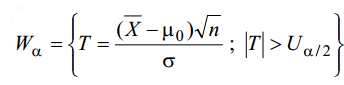 W_α = { T = (X̄ − μ₀)√n / σ ; |T| > U_{α/2} }